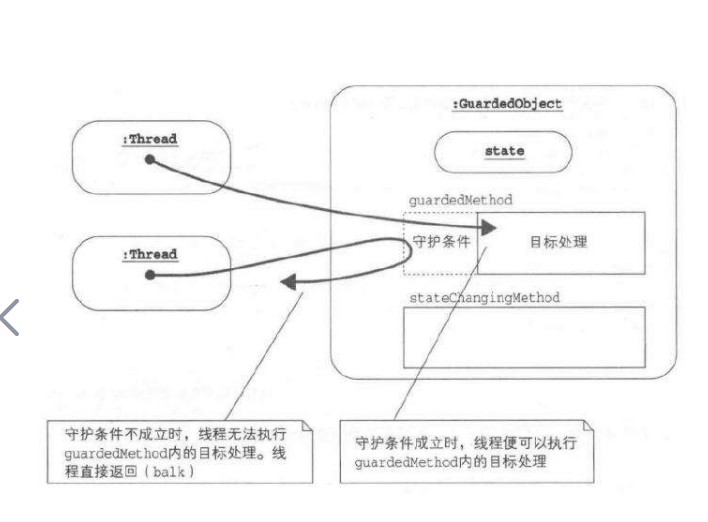 :GuardedObject
:Thread
state
guardedMethod
守护条件
目标处理
:Thread
stateChangingMethod
守护条件不成立时，线程无法执行
guardedMethod内的目标处理。线
程直接返回（balk）
守护条件成立时，线程便可以执行
guardedMethod内的目标处理